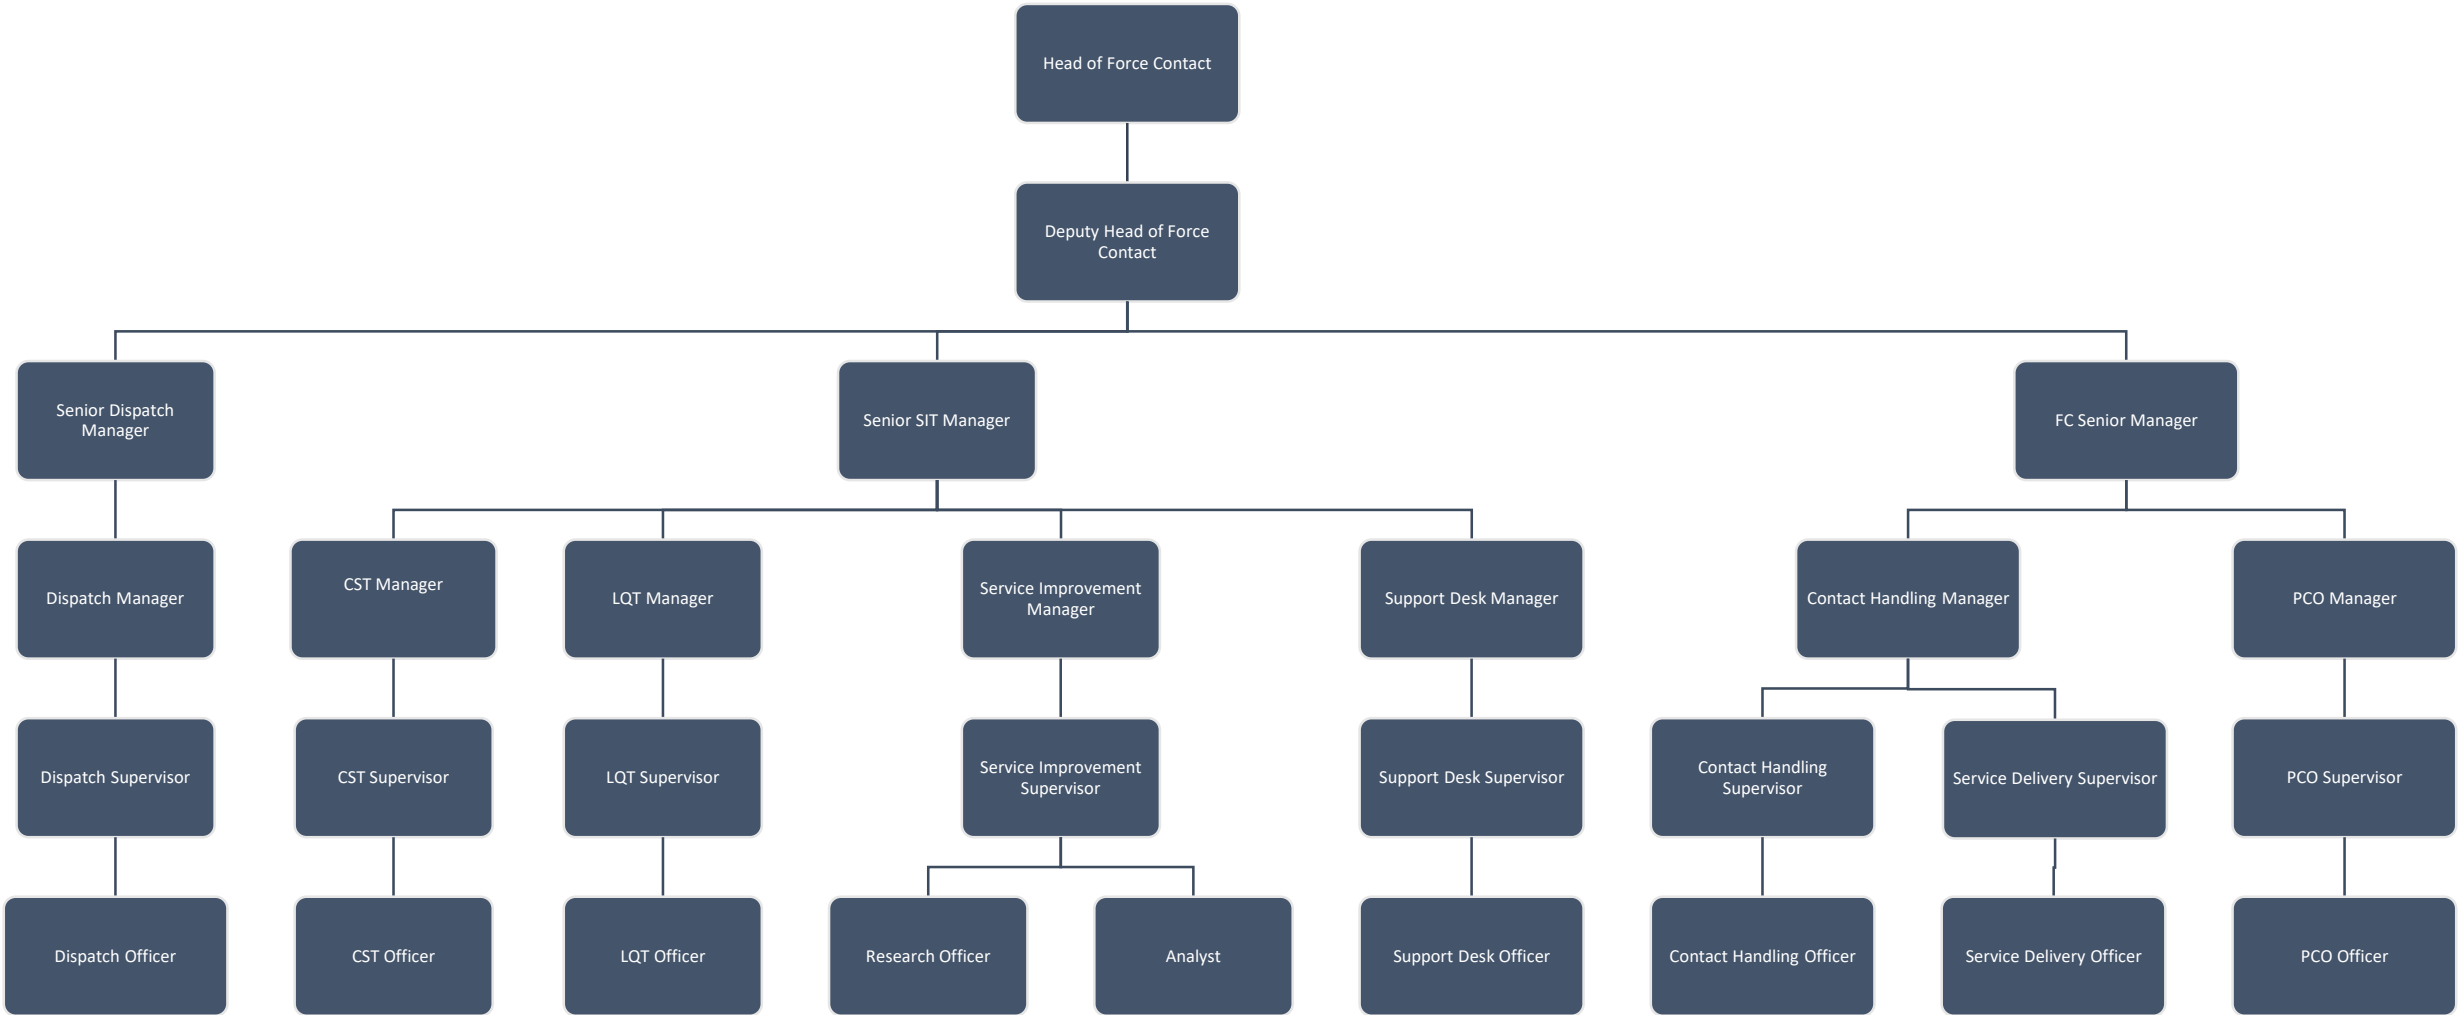 Head of Force Contact
Deputy Head of Force
Contact
Senior Dispatch
Manager
Senior SIT Manager
FC Senior Manager
Dispatch Manager
CST Manager
LQT Manager
Service Improvement
Manager
Support Desk Manager
Contact Handling Manager
PCO Manager
Dispatch Supervisor
CST Supervisor
LQT Supervisor
Service Improvement
Supervisor
Support Desk Supervisor
Contact Handling
Supervisor
Service Delivery Supervisor
PCO Supervisor
Dispatch Officer
CST Officer
LQT Officer
Research Officer
Analyst
Support Desk Officer
Contact Handling Officer
Service Delivery Officer
PCO Officer